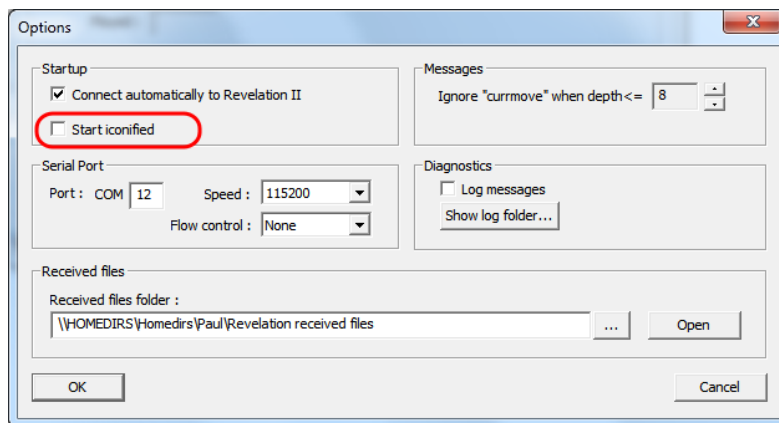 Options
Startup
Connect automatically to Revelation II
Start iconified
Messages
Ignore "currmove" when depth<= 8
Serial Port
Port : COM 12 Speed : 115200
Flow control : None
Diagnostics
Log messages
Show log folder...
Received files
Received files folder :
\\HOMEDIRS\Homedirs\Paul\Revelation received files ... Open
OK Cancel